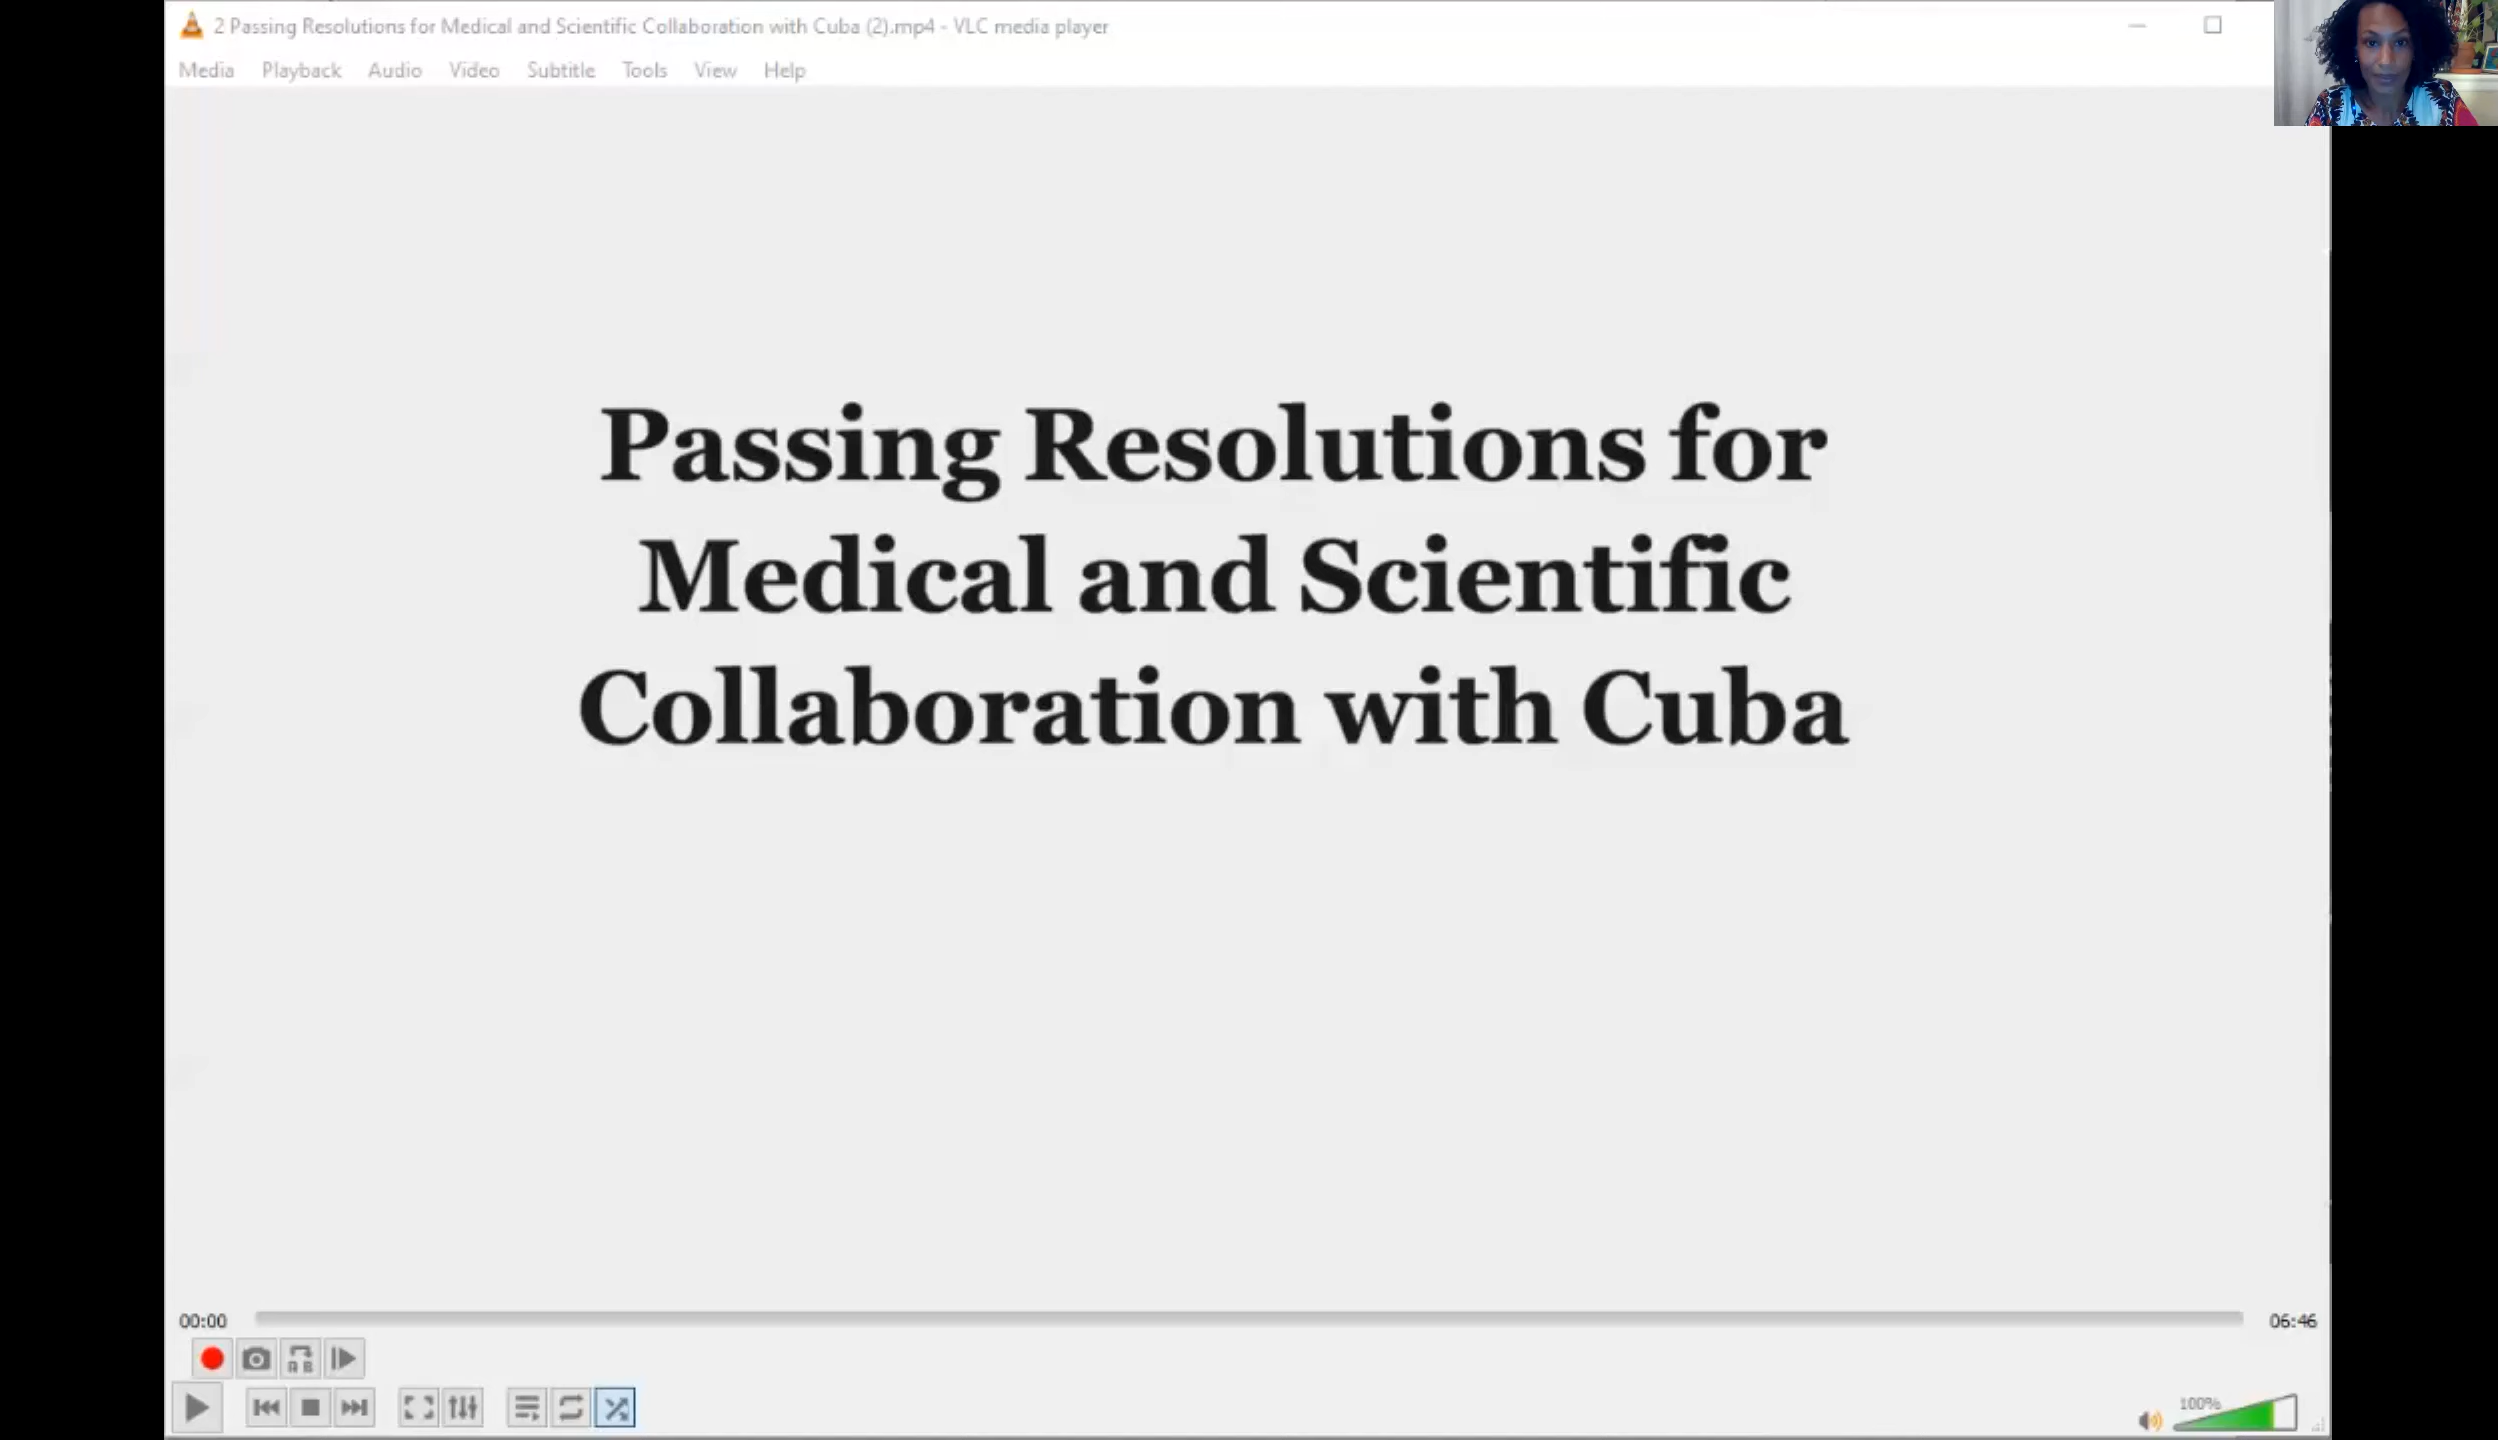 2 Passing Resolutions for Medical and Scientific Collaboration with Cuba (2).mp4 - VLC media player
Media Playback Audio Video Subtitle Tools View Help
Passing Resolutions for
Medical and Scientific
Collaboration with Cuba
00:00
06:46
A B
100%